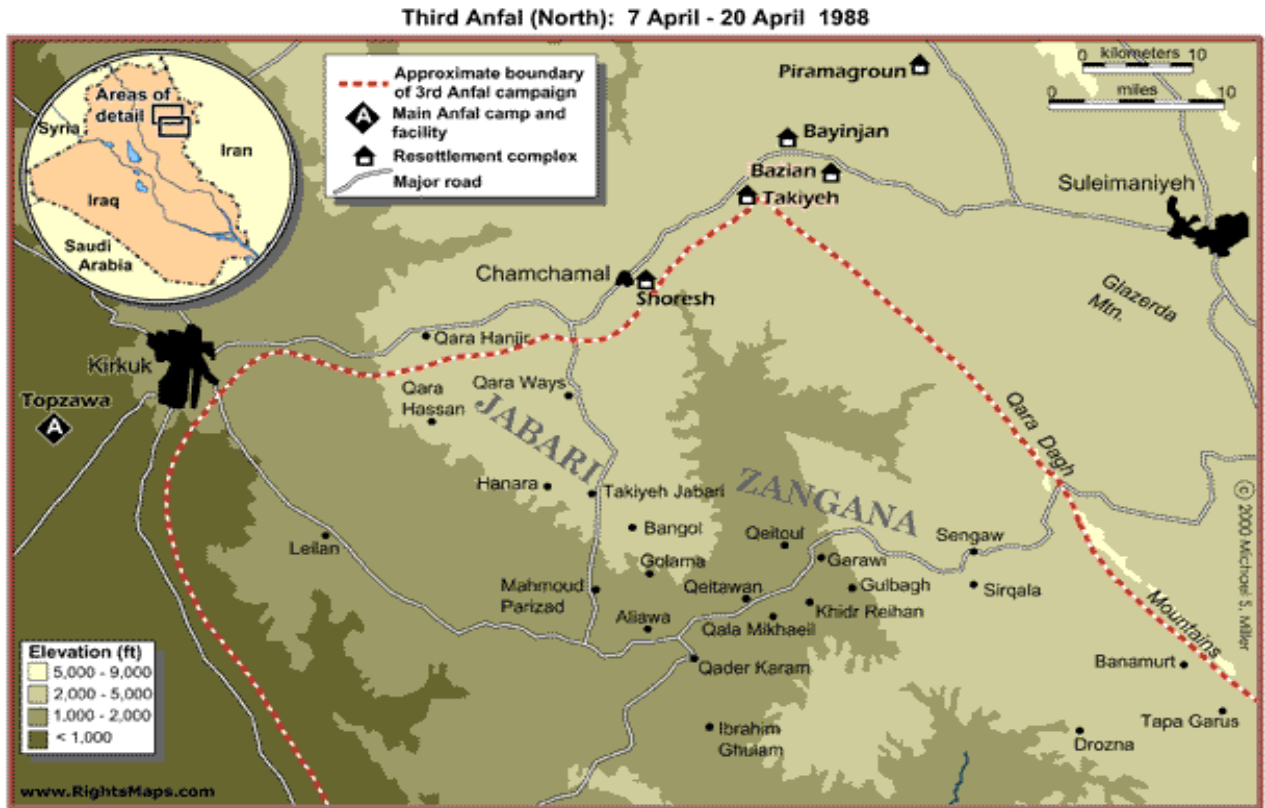 Third Anfal (North): 7 April - 20 April 1988
Areas of
detail
Syria
Iran
Iraq
Saudi
Arabia
Approximate boundary
of 3rd Anfal campaign
A
Main Anfal camp and
facility
Resettlement complex
Major road
0 kilometers 10
miles
0 10
Piramagroun
Bayinjan
Bazian
Takiyeh
Suleimaniyeh
Chamchamal
Shoresh
Glazerda
Mtn.
Qara Hanjir
Kirkuk
Qara
Hassan
Qara Ways
Topzawa
A
JABARI
Qara Dagh
Hanara
Takiyeh Jabari
ZANGANA
Bangol
Leilan
Qeitoul
Sengaw
Golama
Garawi
Mahmoud
Parizad
Qeitawan
Gulbagh
Sirqala
Aliawa
Khidr Reihan
Qala Mikhaeil
Mountains
Qader Karam
Banamurt
Ibrahim
Ghulam
Tapa Garus
Drozna
Elevation (ft)
5,000 - 9,000
2,000 - 5,000
1,000 - 2,000
< 1,000
www.RightsMaps.com
© 2000 Michael S. Miller